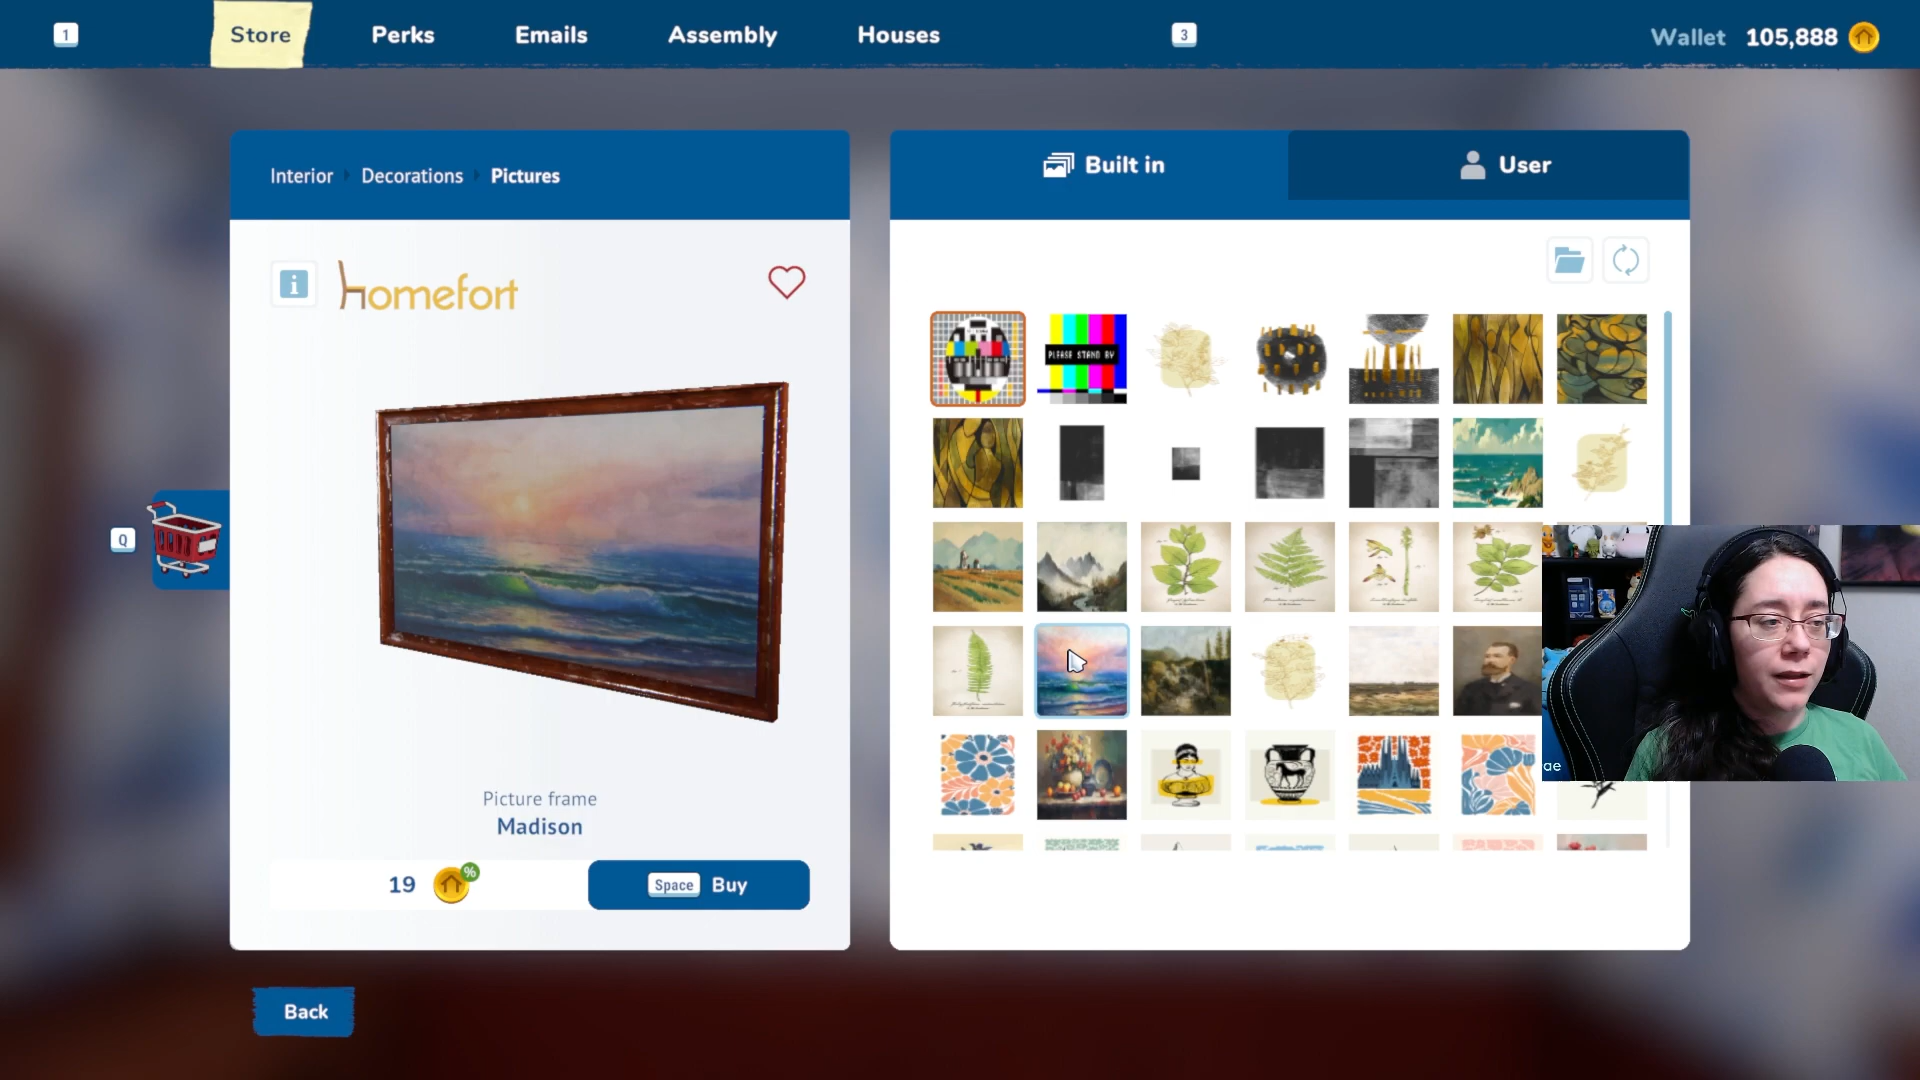 1
Store
Perks
Emails
Assembly
Houses
3
Wallet 105,888
Interior
Decorations
Pictures
Built in
User
i
homefort
PLEASE STAND BY
Q
Picture frame
Madison
19
%
Space
Buy
Back
ae